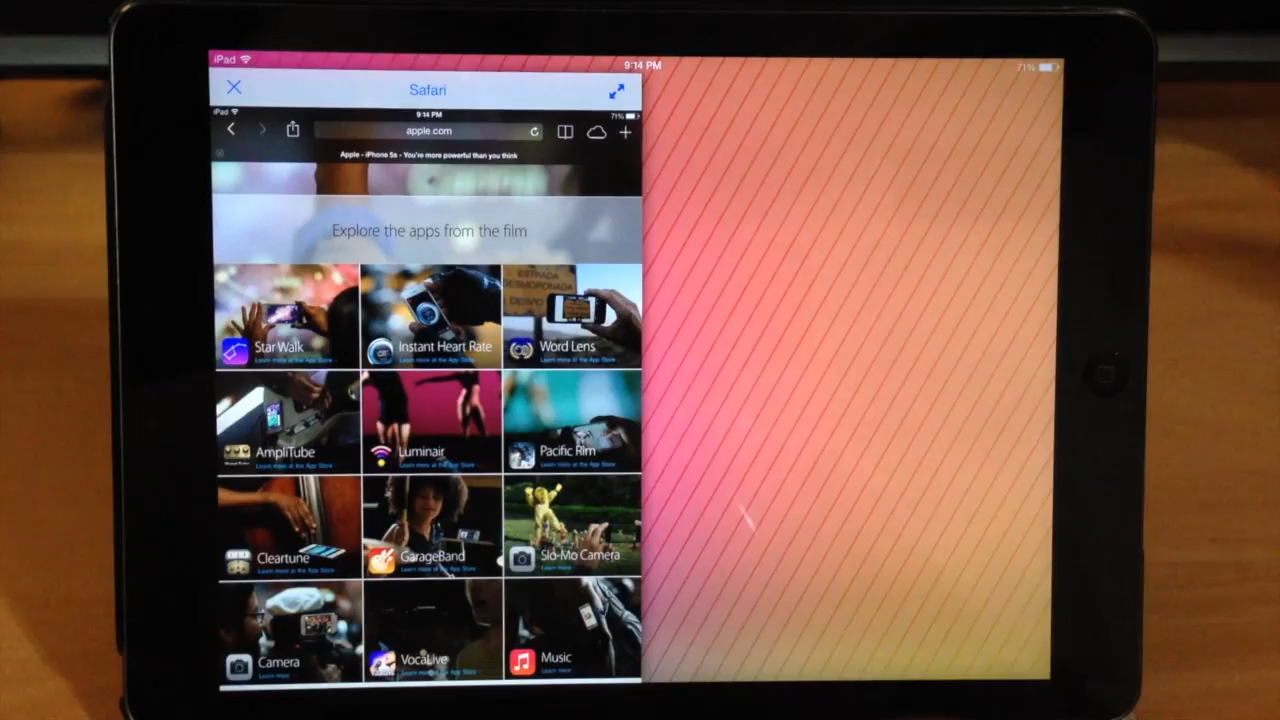 iPad 9:14 PM 71%
Safari
iPad 9:14 PM 71%
apple.com
Apple - iPhone 5s - You're more powerful than you think
Explore the apps from the film
ESTRADA
DESMORONADA
DESVIO
Star Walk
Learn more at the App Store
Instant Heart Rate
Learn more at the App Store
Word Lens
Learn more at the App Store
AmpliTube
Learn more at the App Store
Luminair
Learn more at the App Store
Pacific Rim
Learn more at the App Store
Cleartune
Learn more at the App Store
GarageBand
Learn more at the App Store
Slo-Mo Camera
Learn more
Camera
Learn more
VocaLive
Learn more at the App Store
Music
Learn more